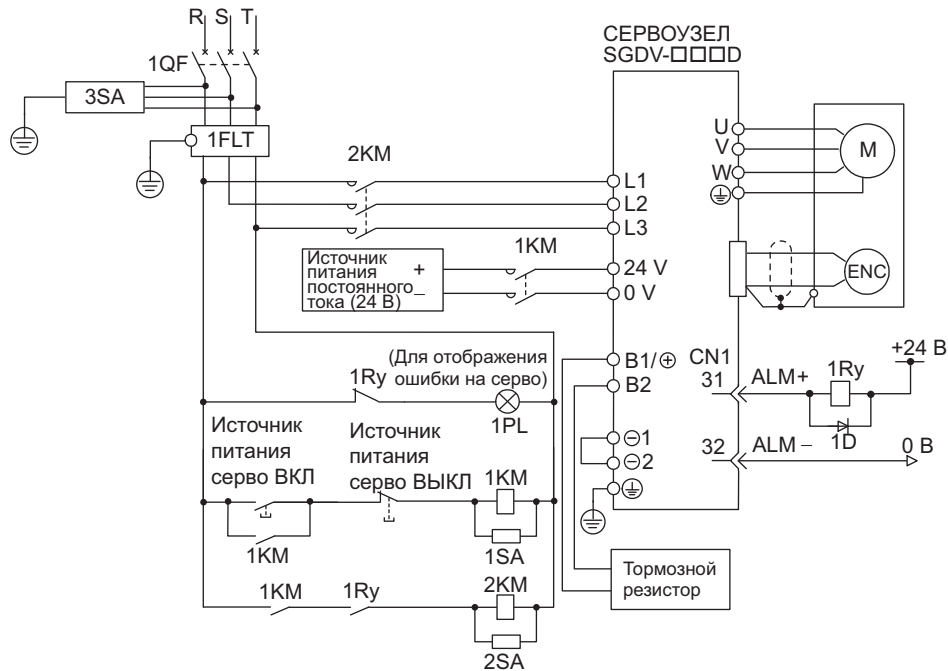 R S T
1QF
3SA
1FLT
2KM
СЕРВОУЗЕЛ
SGDV-□□□D
U
V
W
M
L1
L2
L3
1KM
Источник
питания +
постоянного
тока (24 В) –
24 V
0 V
ENC
(Для отображения
ошибки на серво)
1Ry
1PL
B1/⊕
B2
CN1
31 ALM+
1Ry
+24 В
1D
32 ALM –
0 В
⊖1
⊖2
Источник
питания
серво ВКЛ
Источник
питания
серво ВЫКЛ
1KM
1KM
1SA
1KM
1Ry
2KM
2SA
Тормозной
резистор